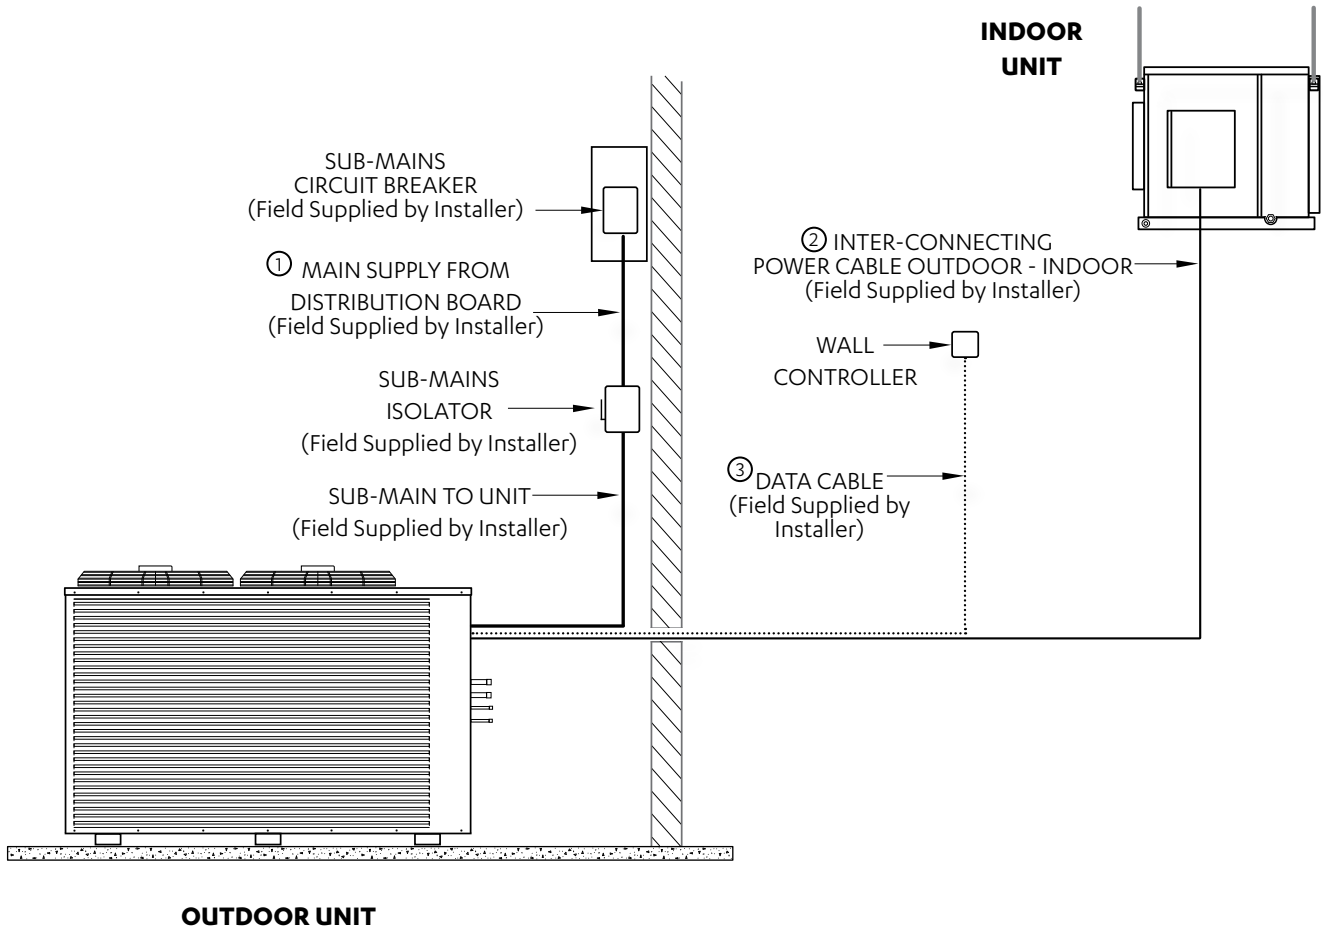 INDOOR
UNIT
SUB-MAINS
CIRCUIT BREAKER
(Field Supplied by Installer)
① MAIN SUPPLY FROM
DISTRIBUTION BOARD
(Field Supplied by Installer)
SUB-MAINS
ISOLATOR
(Field Supplied by Installer)
SUB-MAIN TO UNIT
(Field Supplied by Installer)
② INTER-CONNECTING
POWER CABLE OUTDOOR - INDOOR
(Field Supplied by Installer)
WALL
CONTROLLER
③ DATA CABLE
(Field Supplied by
Installer)
OUTDOOR UNIT